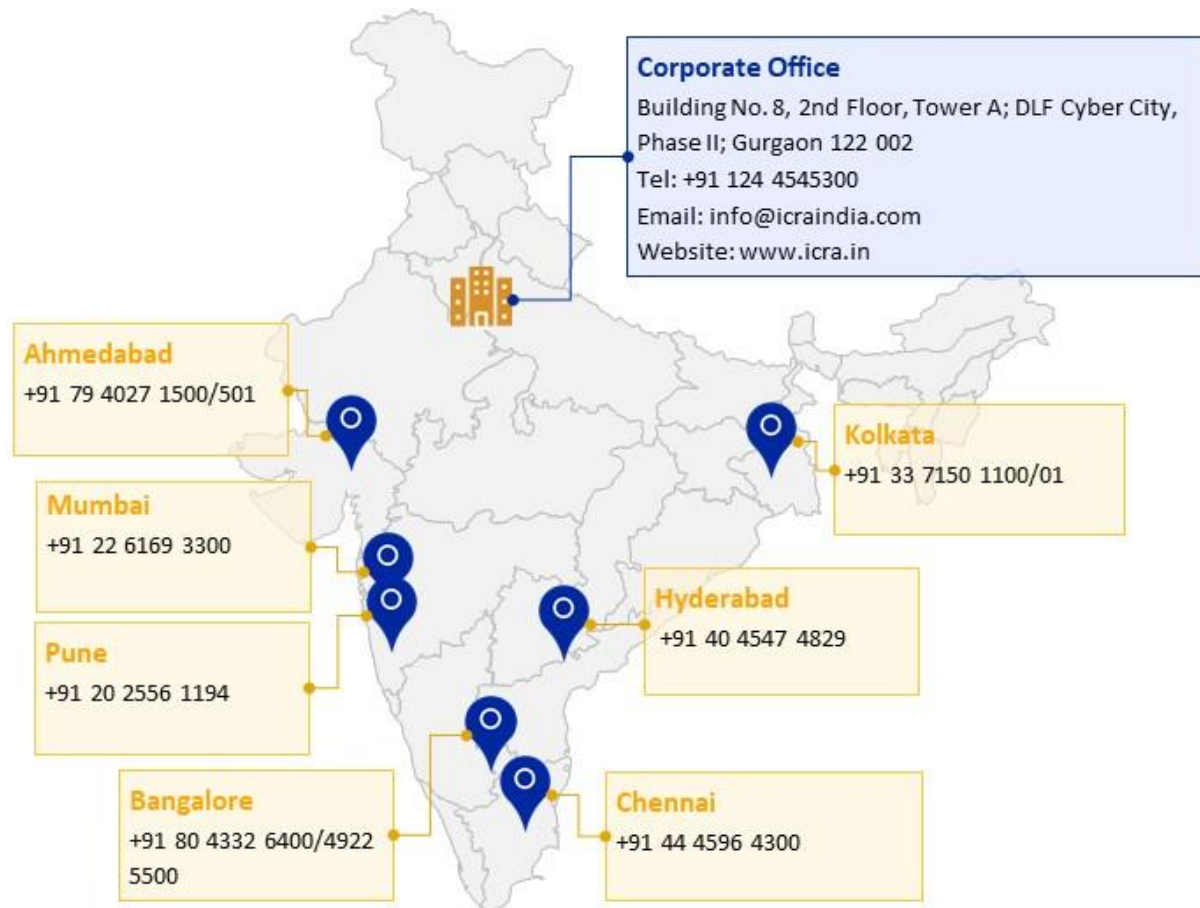 Corporate Office
Building No. 8, 2nd Floor, Tower A; DLF Cyber City,
Phase II; Gurgaon 122 002
Tel: +91 124 4545300
Email: info@icraindia.com
Website: www.icra.in
Ahmedabad
+91 79 4027 1500/501
Kolkata
+91 33 7150 1100/01
Mumbai
+91 22 6169 3300
Hyderabad
+91 40 4547 4829
Pune
+91 20 2556 1194
Bangalore
+91 80 4332 6400/4922
5500
Chennai
+91 44 4596 4300